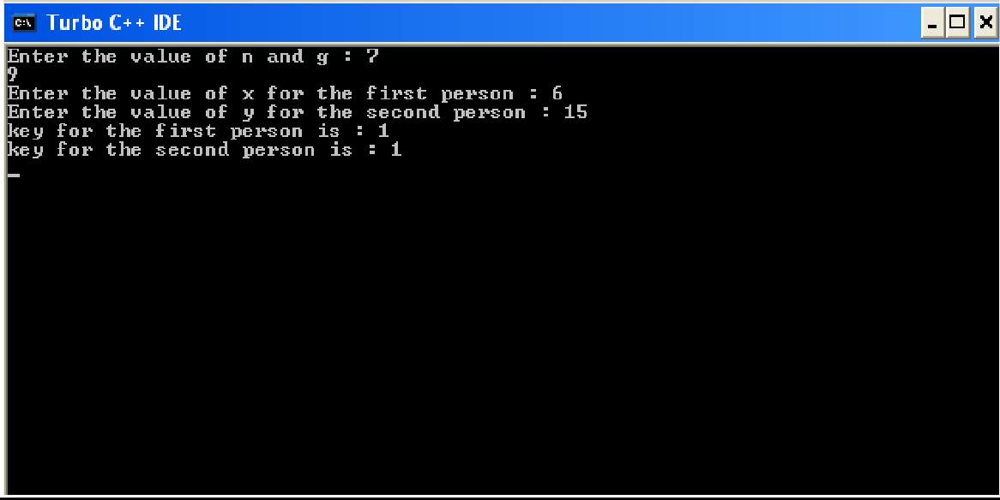 Turbo C++ IDE
Enter the value of n and g : 7
9
Enter the value of x for the first person : 6
Enter the value of y for the second person : 15
key for the first person is : 1
key for the second person is : 1